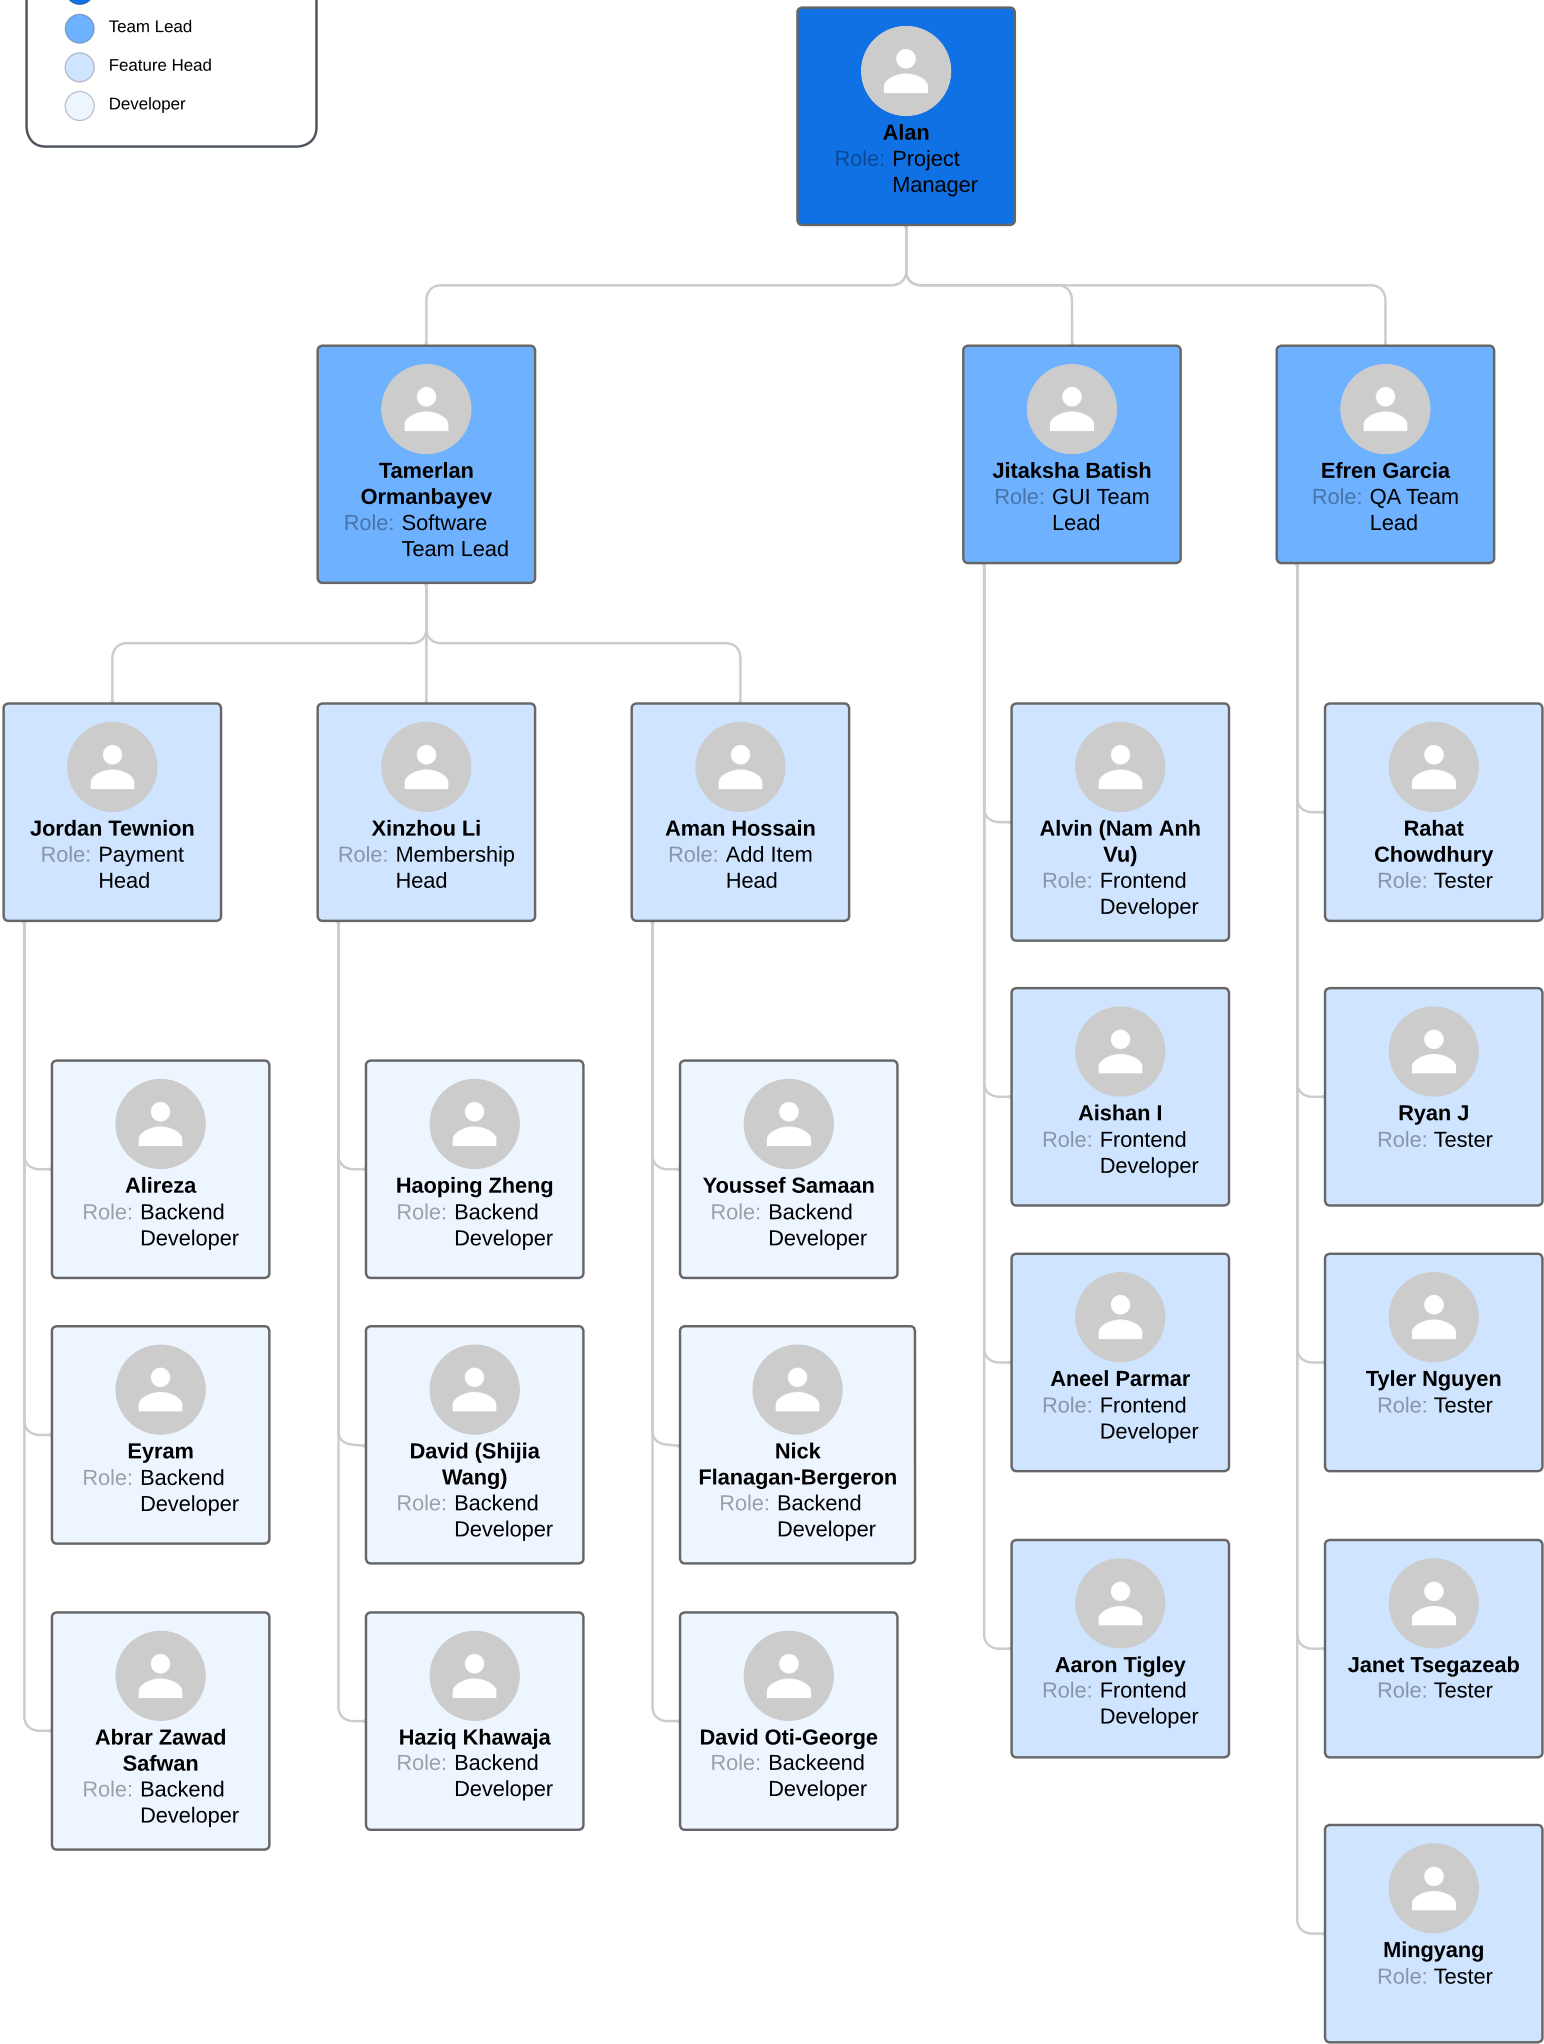 Team Lead
Feature Head
Developer
Alan
Role: Project
Manager
Tamerlan
Ormanbayev
Role: Software
Team Lead
Jitaksha Batish
Role: GUI Team
Lead
Efren Garcia
Role: QA Team
Lead
Jordan Tewnion
Role: Payment
Head
Xinzhou Li
Role: Membership
Head
Aman Hossain
Role: Add Item
Head
Alvin (Nam Anh
Vu)
Role: Frontend
Developer
Rahat
Chowdhury
Role: Tester
Aishan I
Role: Frontend
Developer
Ryan J
Role: Tester
Alireza
Role: Backend
Developer
Haoping Zheng
Role: Backend
Developer
Youssef Samaan
Role: Backend
Developer
Aneel Parmar
Role: Frontend
Developer
Tyler Nguyen
Role: Tester
Eyram
Role: Backend
Developer
David (Shijia
Wang)
Role: Backend
Developer
Nick
Flanagan-Bergeron
Role: Backend
Developer
Aaron Tigley
Role: Frontend
Developer
Janet Tsegazeab
Role: Tester
Abrar Zawad
Safwan
Role: Backend
Developer
Haziq Khawaja
Role: Backend
Developer
David Oti-George
Role: Backeend
Developer
Mingyang
Role: Tester